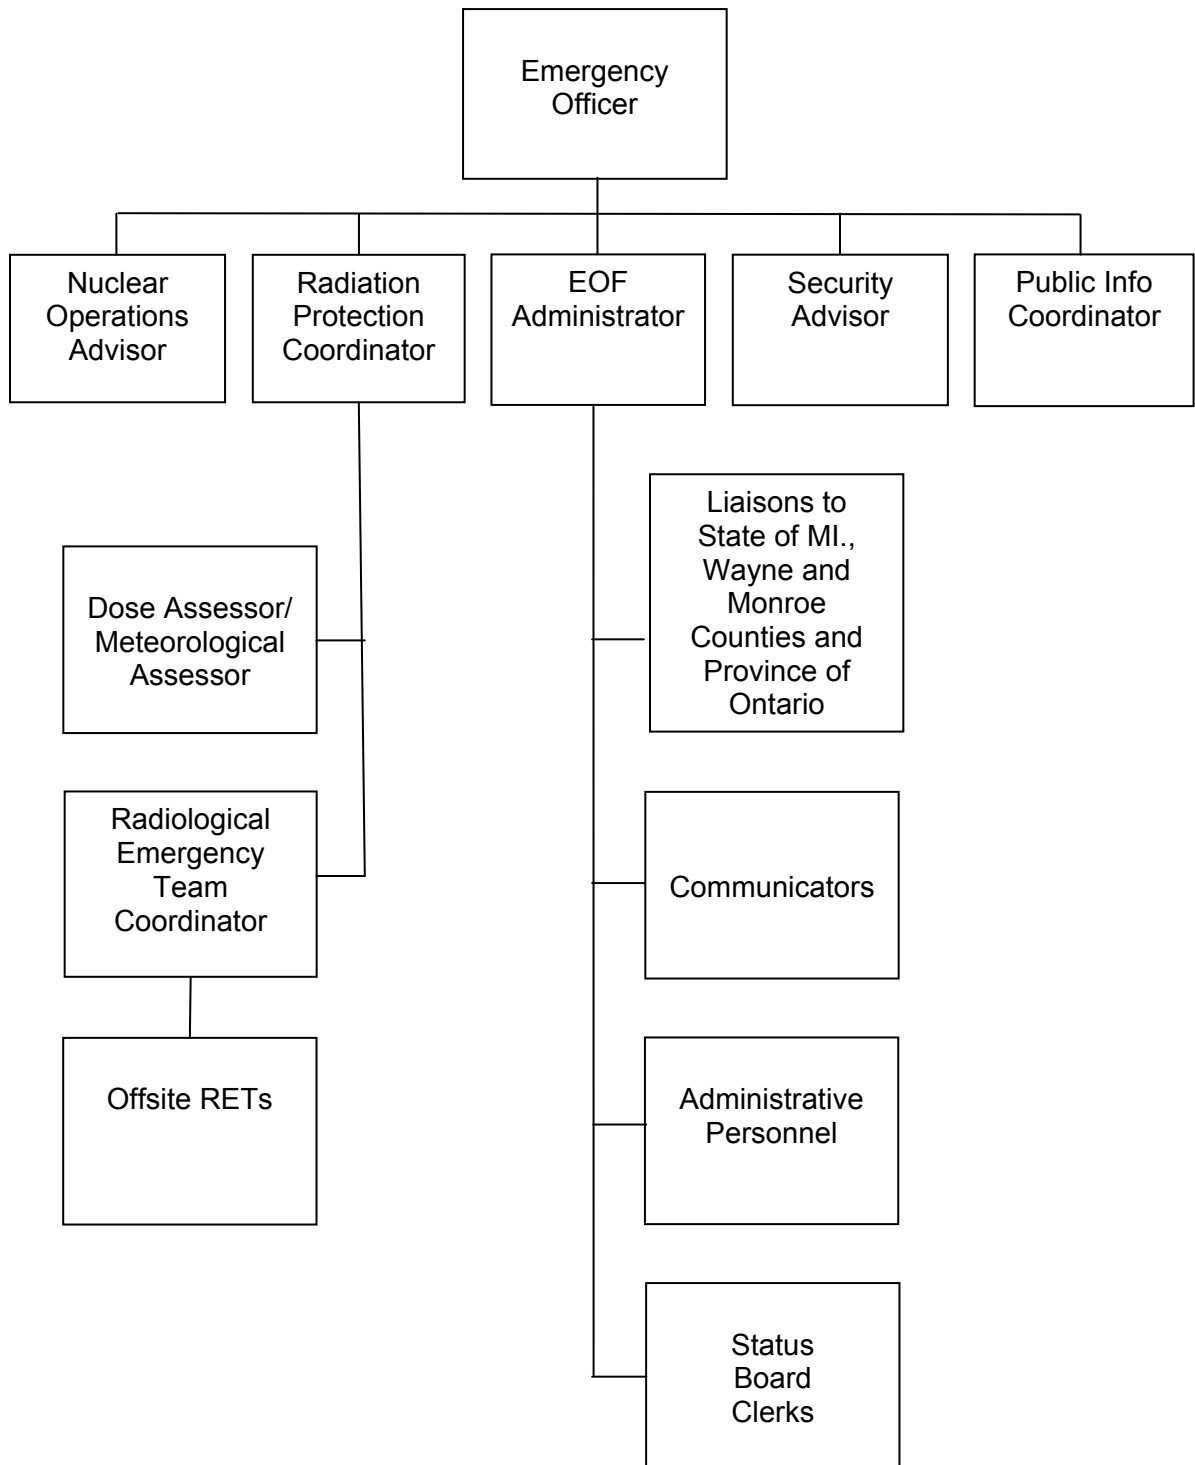 Emergency
Officer
Nuclear
Operations
Advisor
Radiation
Protection
Coordinator
EOF
Administrator
Security
Advisor
Public Info
Coordinator
Liaisons to
State of MI.,
Wayne and
Monroe
Counties and
Province of
Ontario
Dose Assessor/
Meteorological
Assessor
Radiological
Emergency
Team
Coordinator
Communicators
Offsite RETs
Administrative
Personnel
Status
Board
Clerks